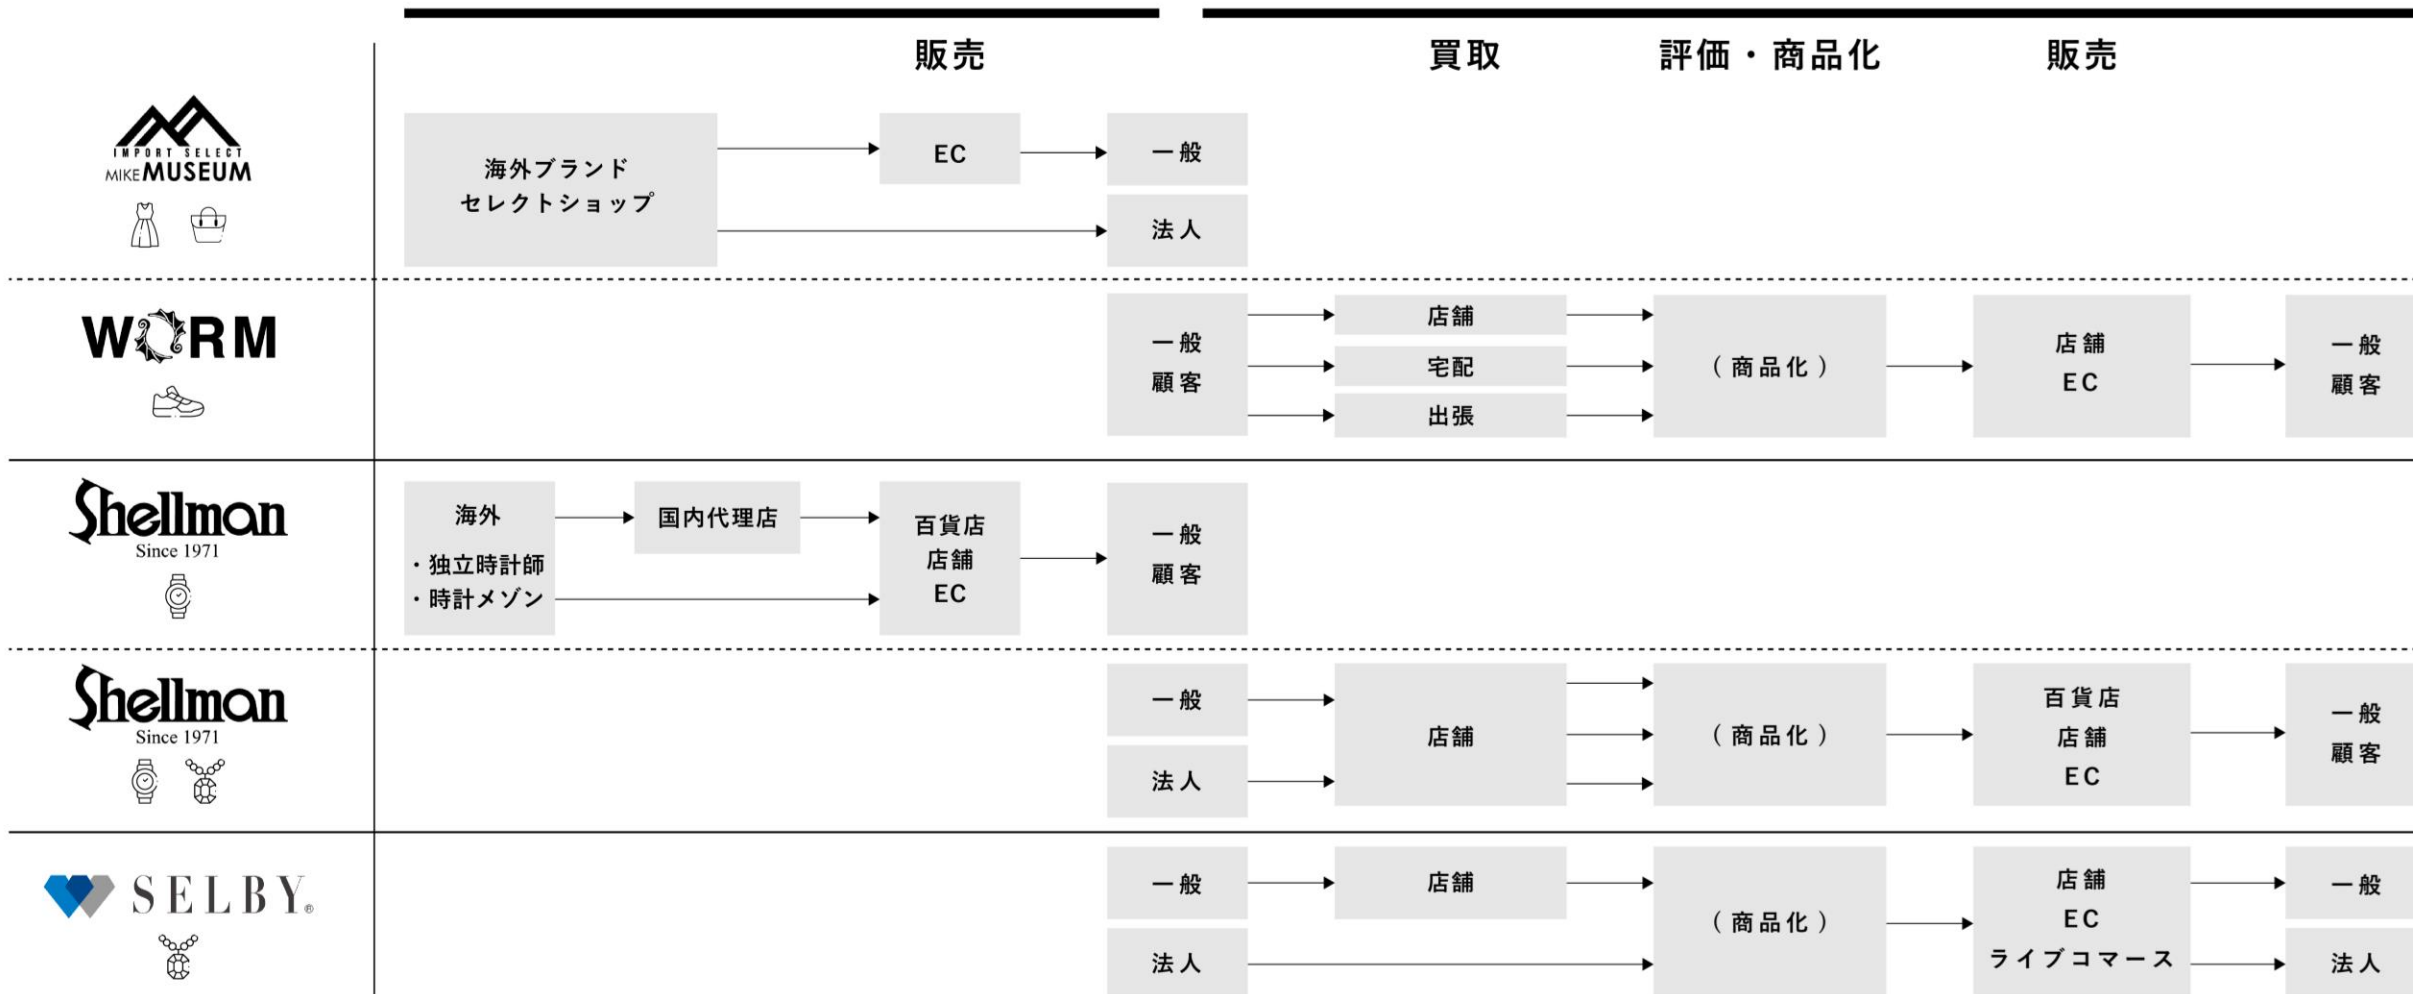 販売
買取
評価・商品化
販売
IMPORT SELECT
MIKE MUSEUM
海外ブランド
セレクトショップ
EC
一般
法人
WORM
一般
顧客
店舗
宅配
出張
(商品化)
店舗
EC
一般
顧客
Shellman
Since 1971
海外
・独立時計師
・時計メゾン
国内代理店
百貨店
店舗
EC
一般
顧客
Shellman
Since 1971
一般
法人
店舗
(商品化)
百貨店
店舗
EC
一般
顧客
SELBY®
一般
法人
店舗
(商品化)
店舗
EC
ライブコマース
一般
法人